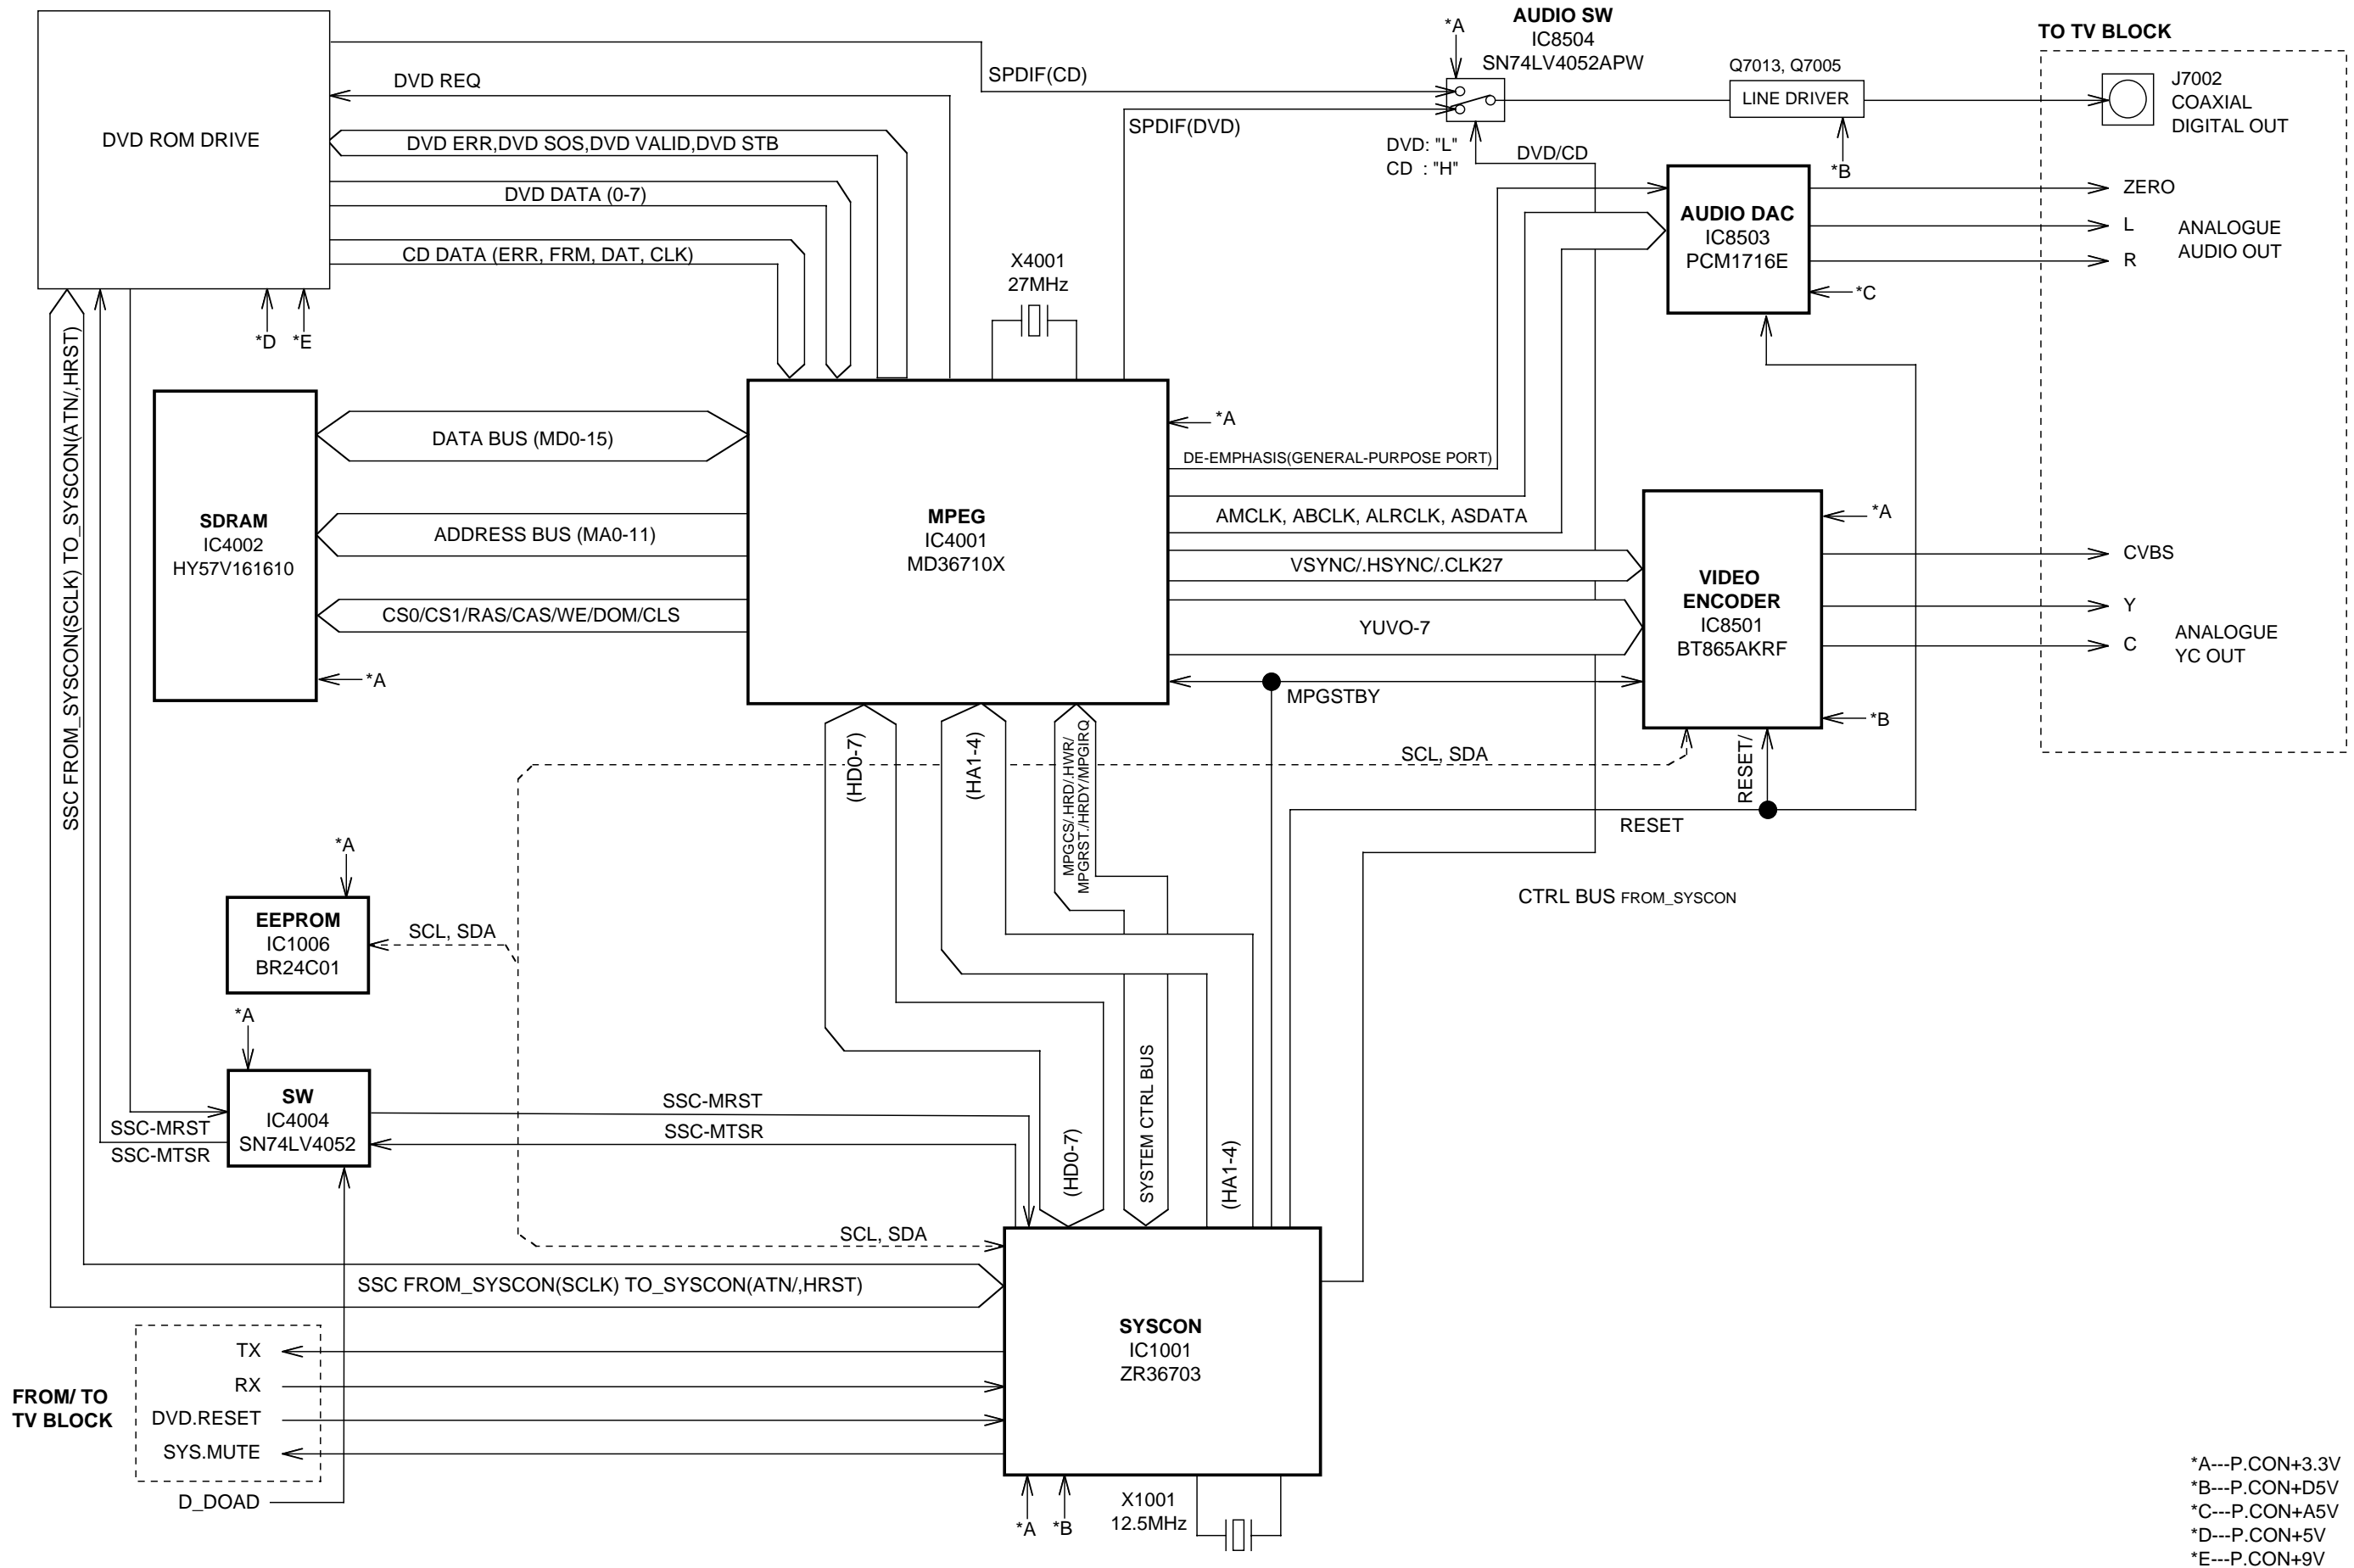 DVD ROM DRIVE
DVD REQ
DVD ERR,DVD SOS,DVD VALID,DVD STB
DVD DATA (0-7)
CD DATA (ERR, FRM, DAT, CLK)
SPDIF(CD)
SPDIF(DVD)
*A
AUDIO SW
IC8504
SN74LV4052APW
DVD: "L"
CD : "H"
DVD/CD
Q7013, Q7005
LINE DRIVER
*B
TO TV BLOCK
J7002
COAXIAL
DIGITAL OUT
AUDIO DAC
IC8503
PCM1716E
*C
ZERO
L
R
ANALOGUE
AUDIO OUT
X4001
27MHz
*D
*E
SSC FROM_SYSCON(SCLK) TO_SYSCON(ATN/,HRST)
SDRAM
IC4002
HY57V161610
*A
DATA BUS (MD0-15)
ADDRESS BUS (MA0-11)
CS0/CS1/RAS/CAS/WE/DOM/CLS
MPEG
IC4001
MD36710X
*A
DE-EMPHASIS(GENERAL-PURPOSE PORT)
AMCLK, ABCLK, ALRCLK, ASDATA
VSYNC/.HSYNC/.CLK27
YUVO-7
MPGSTBY
VIDEO
ENCODER
IC8501
BT865AKRF
*A
*B
CVBS
Y
C
ANALOGUE
YC OUT
(HD0-7)
(HA1-4)
MPGCS/.HRD/.HWR/
MPGRST./HRDY/MPGIRQ
SCL, SDA
RESET/
RESET
CTRL BUS FROM_SYSCON
*A
EEPROM
IC1006
BR24C01
SCL, SDA
*A
SW
IC4004
SN74LV4052
SSC-MRST
SSC-MTSR
SSC-MRST
SSC-MTSR
(HD0-7)
SYSTEM CTRL BUS
(HA1-4)
SCL, SDA
SSC FROM_SYSCON(SCLK) TO_SYSCON(ATN/,HRST)
SYSCON
IC1001
ZR36703
FROM/ TO
TV BLOCK
TX
RX
DVD.RESET
SYS.MUTE
D_DOAD
*A
*B
X1001
12.5MHz
*A---P.CON+3.3V
*B---P.CON+D5V
*C---P.CON+A5V
*D---P.CON+5V
*E---P.CON+9V